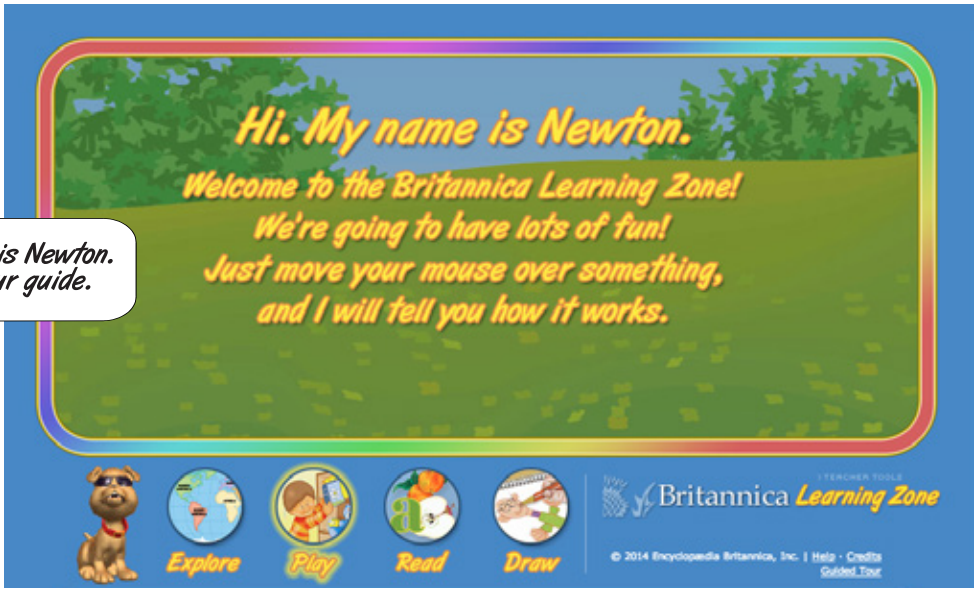 Hi. My name is Newton.
Welcome to the Britannica Learning Zone!
We're going to have lots of fun!
Just move your mouse over something,
and I will tell you how it works.
is Newton.
r guide.
Explore
Play
Read
Draw
| TEACHER TOOLS
Britannica Learning Zone
© 2014 Encyclopædia Britannica, Inc. | Help · Credits
Guided Tour